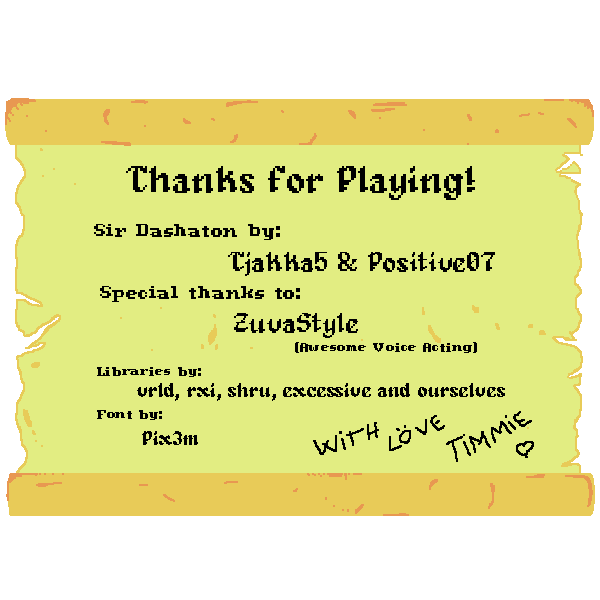 Thanks for Playing!
Sir Dashaton by:
Tjakka5 & Positive07
Special thanks to:
ZuvaStyle
(Awesome Voice Acting)
Libraries by:
vrld, rxi, shru, excessive and ourselves
Font by:
Pix3m
WiTH LÖVE
TiMMiE